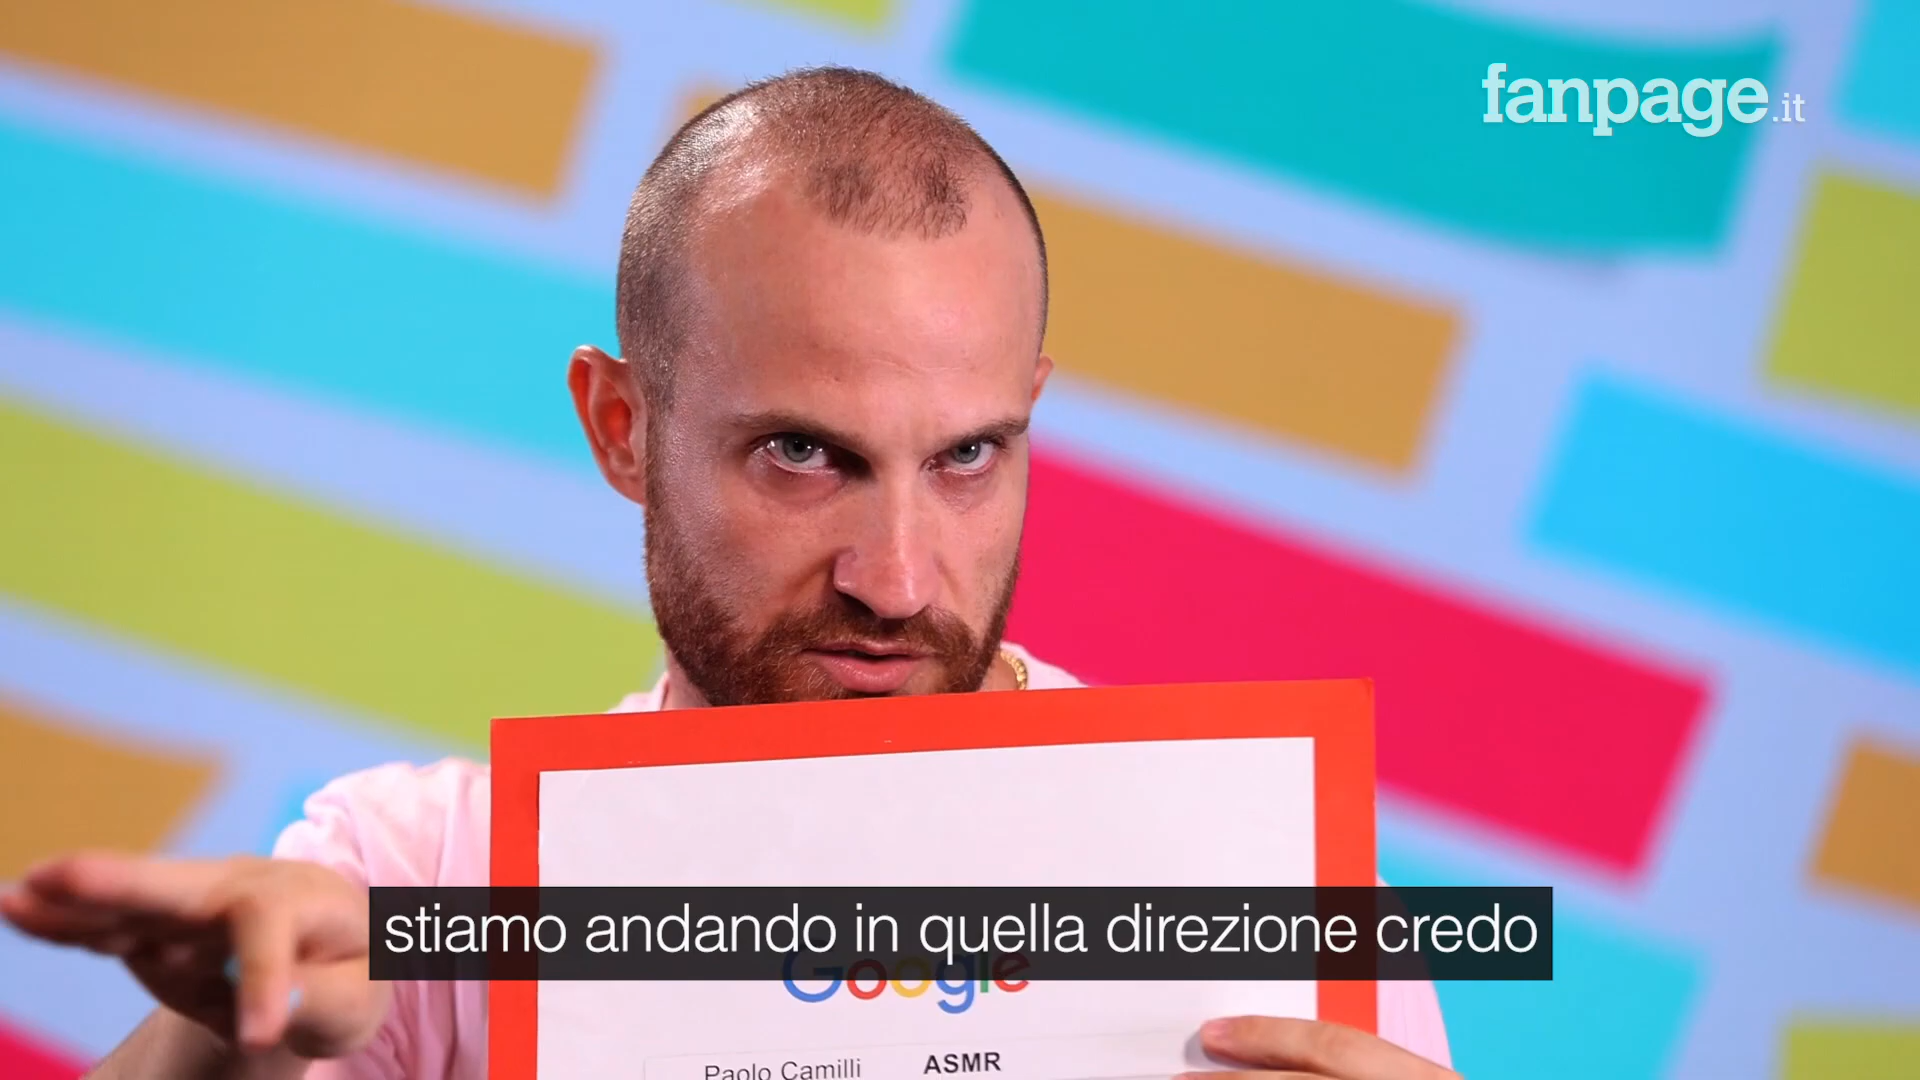 fanpage.it
stiamo andando in quella direzione credo
Google
Paolo Camilli ASMR